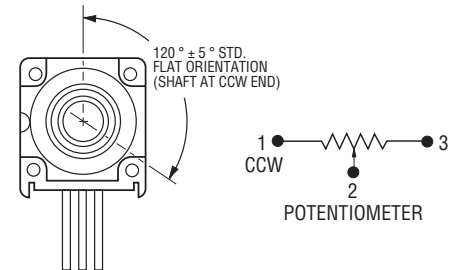 120 ° ± 5 ° STD.
FLAT ORIENTATION
(SHAFT AT CCW END)
1
3
CCW
2
POTENTIOMETER